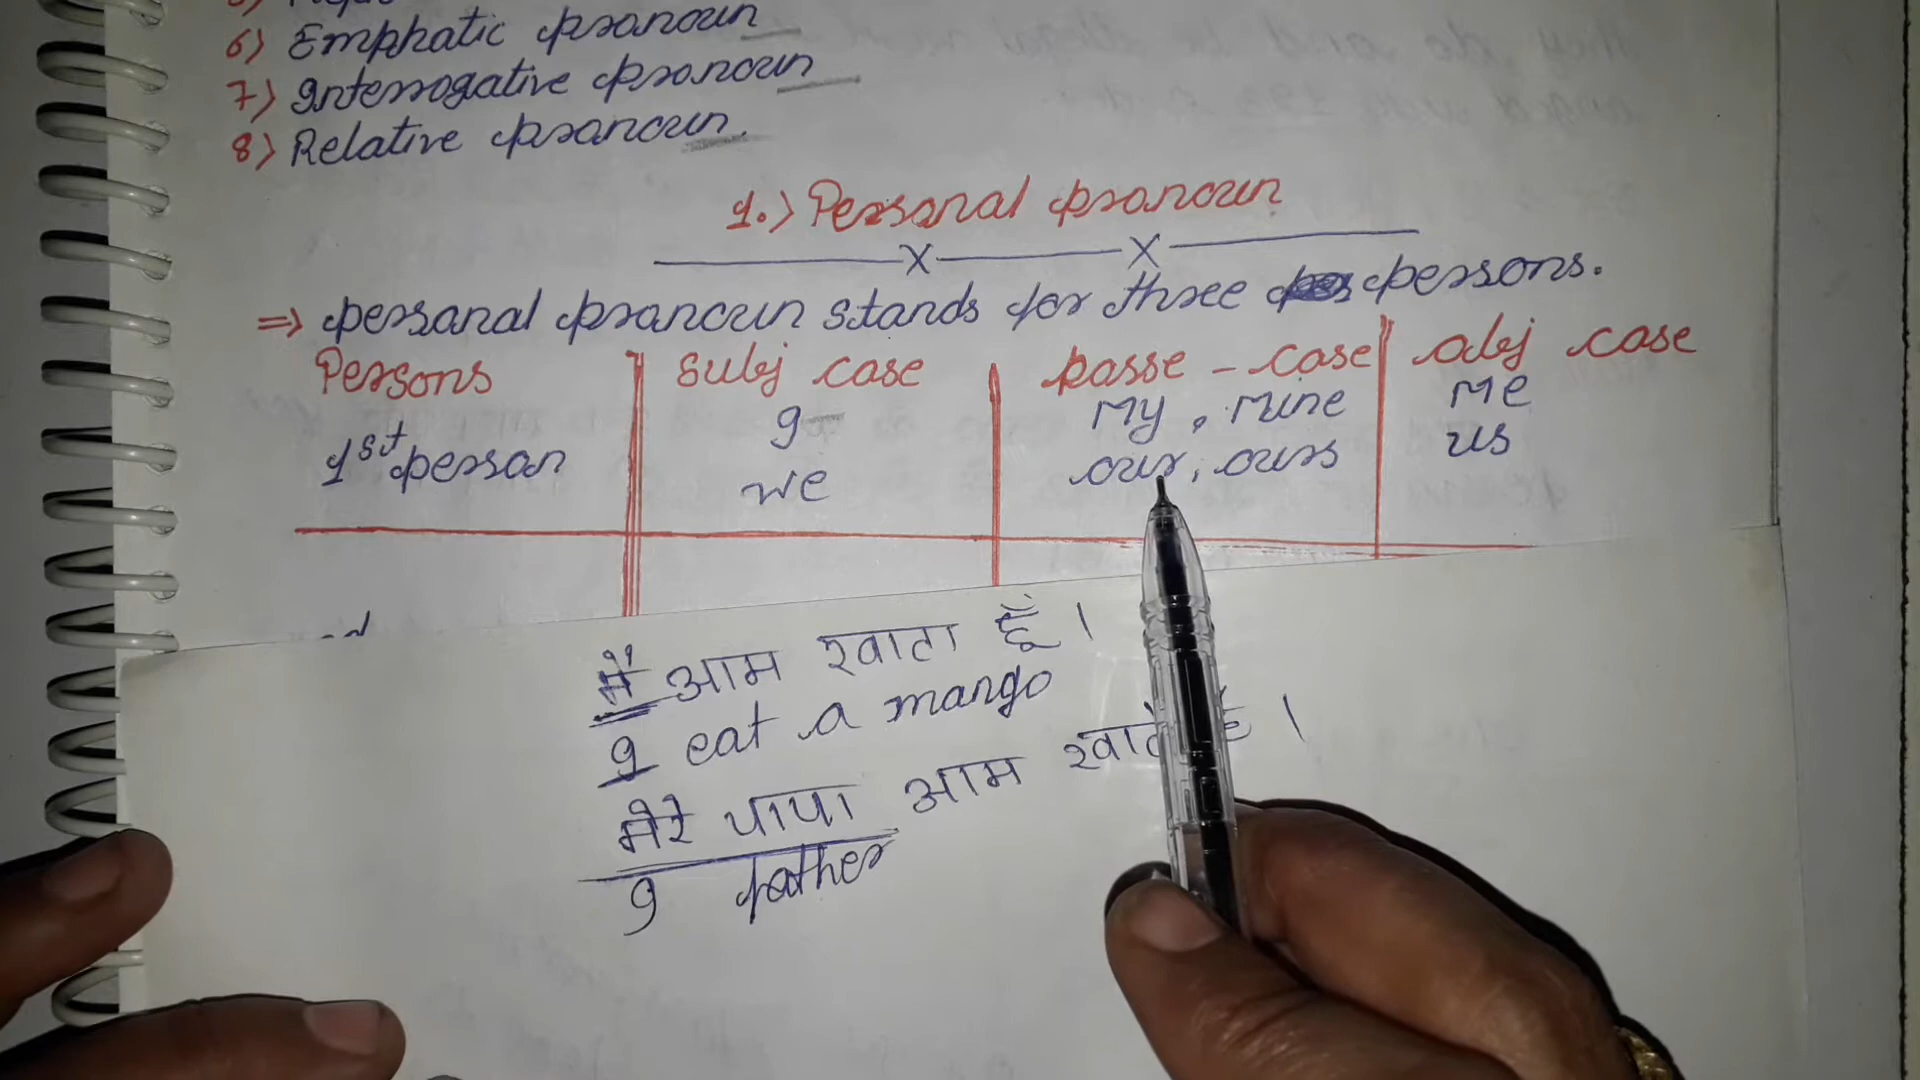 6) Emphatic pronoun
7) Interrogative pronoun
8) Relative pronoun.
1.) Personal pronoun
x x
=> personal pronoun stands for three persons.
Persons subj case posse - case obj case
1st person I my, mine me
we our, ours us
मैं आम खाता हूँ।
I eat a mango
मेरे पापा आम खाते है।
I father